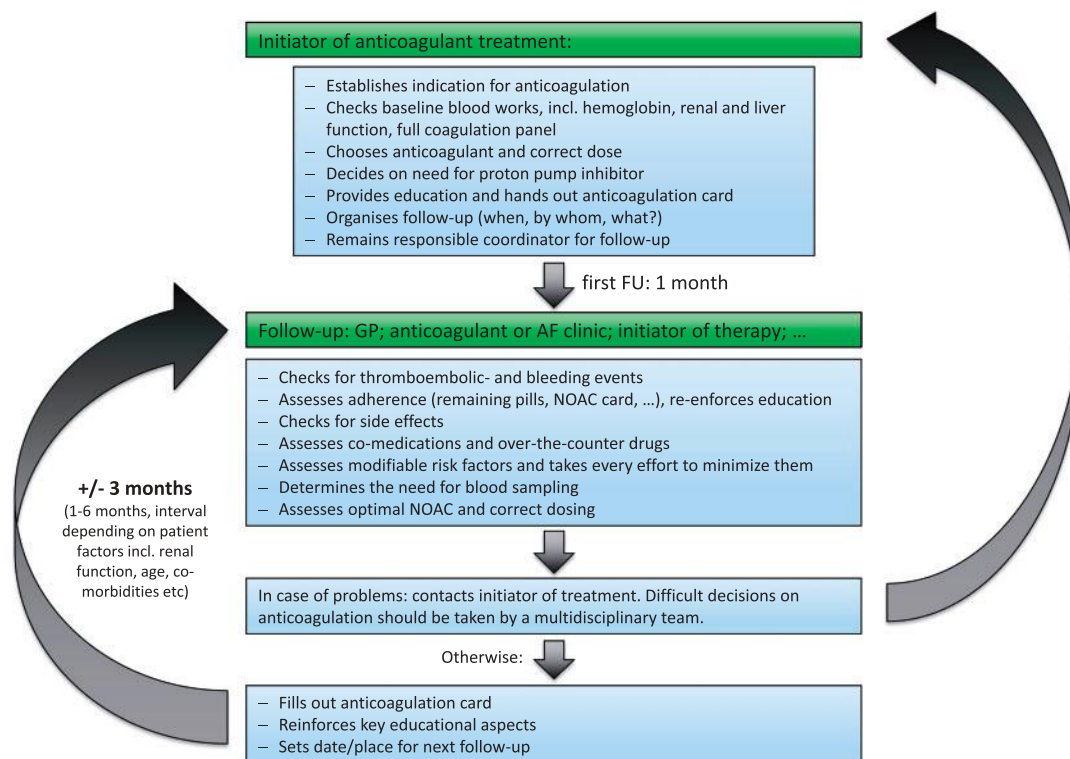 Initiator of anticoagulant treatment:
– Establishes indication for anticoagulation
– Checks baseline blood works, incl. hemoglobin, renal and liver
function, full coagulation panel
– Chooses anticoagulant and correct dose
– Decides on need for proton pump inhibitor
– Provides education and hands out anticoagulation card
– Organises follow-up (when, by whom, what?)
– Remains responsible coordinator for follow-up
first FU: 1 month
Follow-up: GP; anticoagulant or AF clinic; initiator of therapy; ...
– Checks for thromboembolic- and bleeding events
– Assesses adherence (remaining pills, NOAC card, ...), re-enforces education
– Checks for side effects
– Assesses co-medications and over-the-counter drugs
– Assesses modifiable risk factors and takes every effort to minimize them
– Determines the need for blood sampling
– Assesses optimal NOAC and correct dosing
+/- 3 months
(1-6 months, interval
depending on patient
factors incl. renal
function, age, co-
morbidities etc)
In case of problems: contacts initiator of treatment. Difficult decisions on
anticoagulation should be taken by a multidisciplinary team.
Otherwise:
– Fills out anticoagulation card
– Reinforces key educational aspects
– Sets date/place for next follow-up